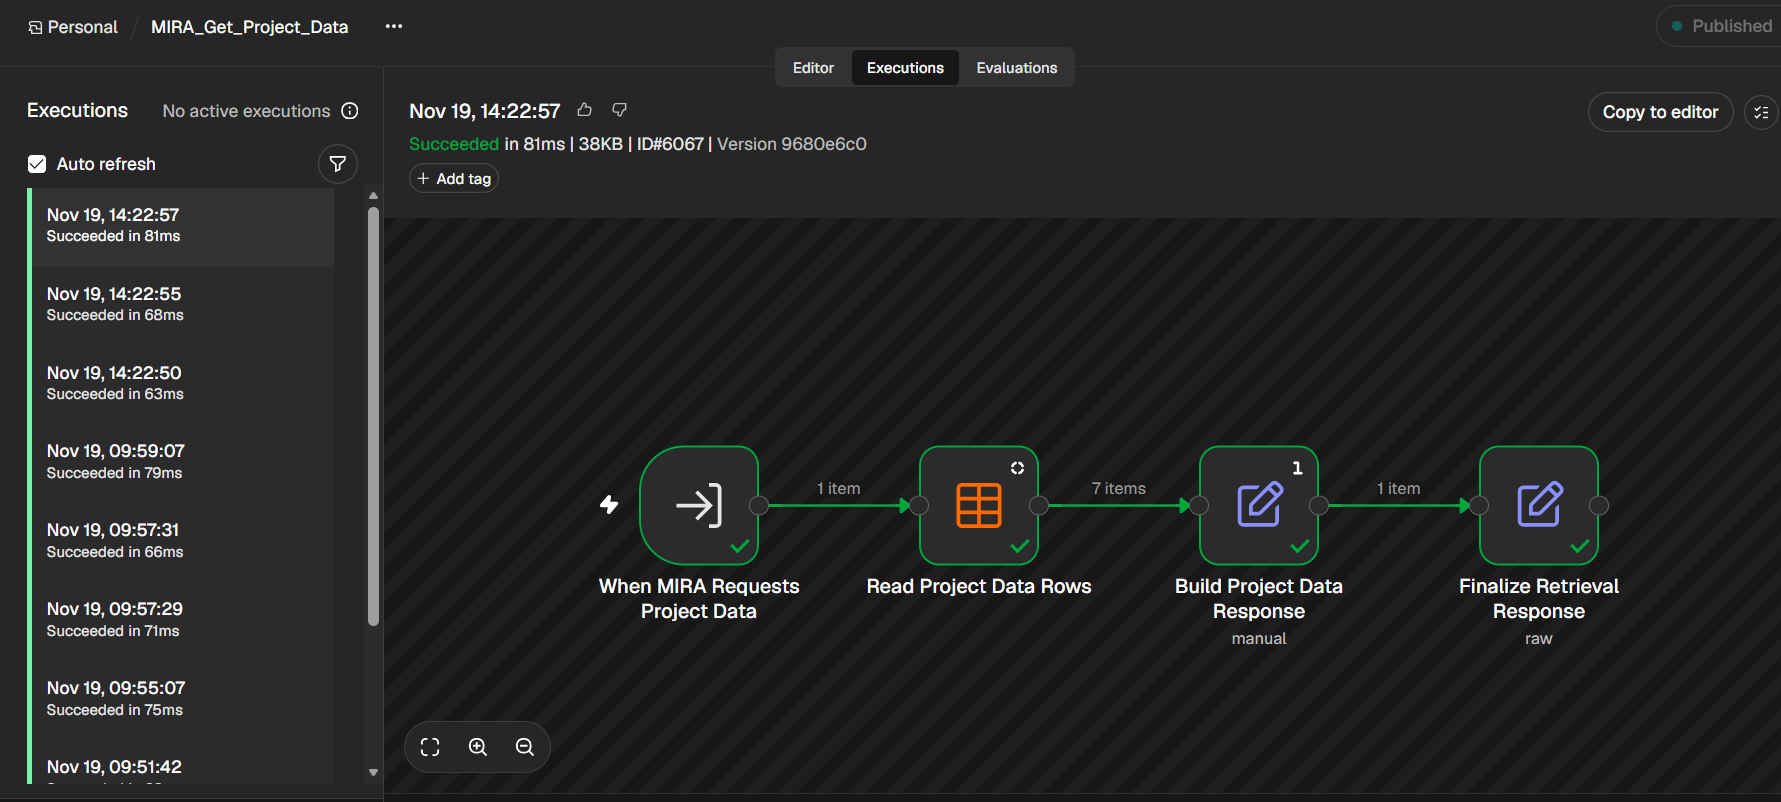 Personal / MIRA_Get_Project_Data ...
Published
Editor Executions Evaluations
Executions No active executions
Auto refresh
Nov 19, 14:22:57
Succeeded in 81ms
Nov 19, 14:22:55
Succeeded in 68ms
Nov 19, 14:22:50
Succeeded in 63ms
Nov 19, 09:59:07
Succeeded in 79ms
Nov 19, 09:57:31
Succeeded in 66ms
Nov 19, 09:57:29
Succeeded in 71ms
Nov 19, 09:55:07
Succeeded in 75ms
Nov 19, 09:51:42
Nov 19, 14:22:57
Succeeded in 81ms | 38KB | ID#6067 | Version 9680e6c0
+ Add tag
Copy to editor
1 item
7 items
1
1 item
When MIRA Requests
Project Data
Read Project Data Rows
Build Project Data
Response
manual
Finalize Retrieval
Response
raw